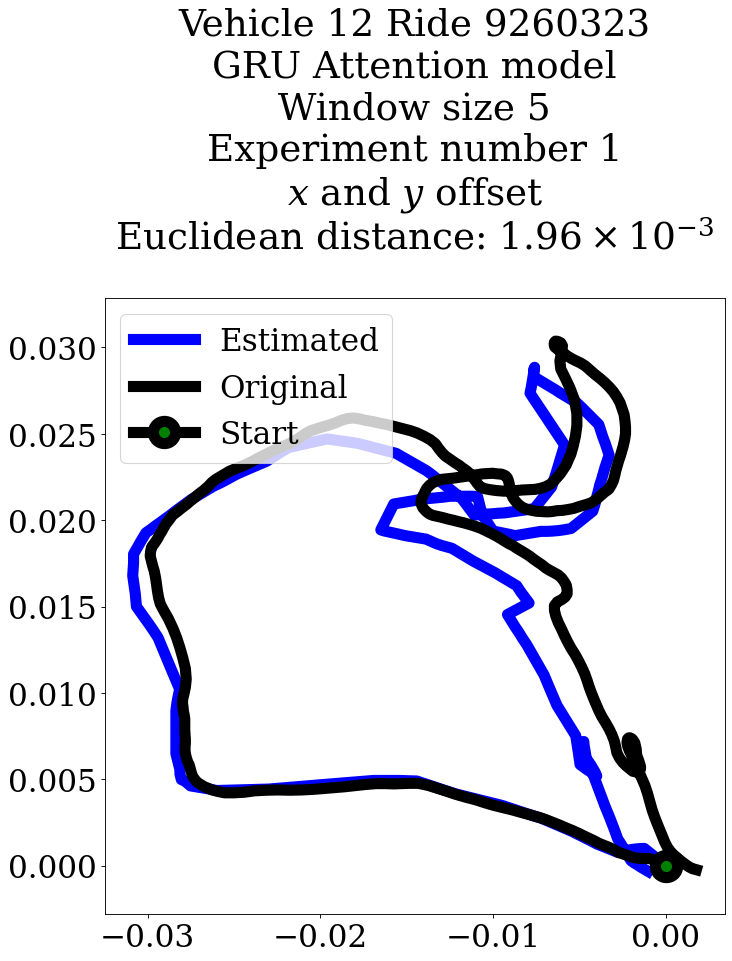 Vehicle 12 Ride 9260323
GRU Attention model
Window size 5
Experiment number 1
x and y offset
Euclidean distance: 1.96 × 10⁻³
Estimated
Original
Start
0.030
0.025
0.020
0.015
0.010
0.005
0.000
−0.03 −0.02 −0.01 0.00